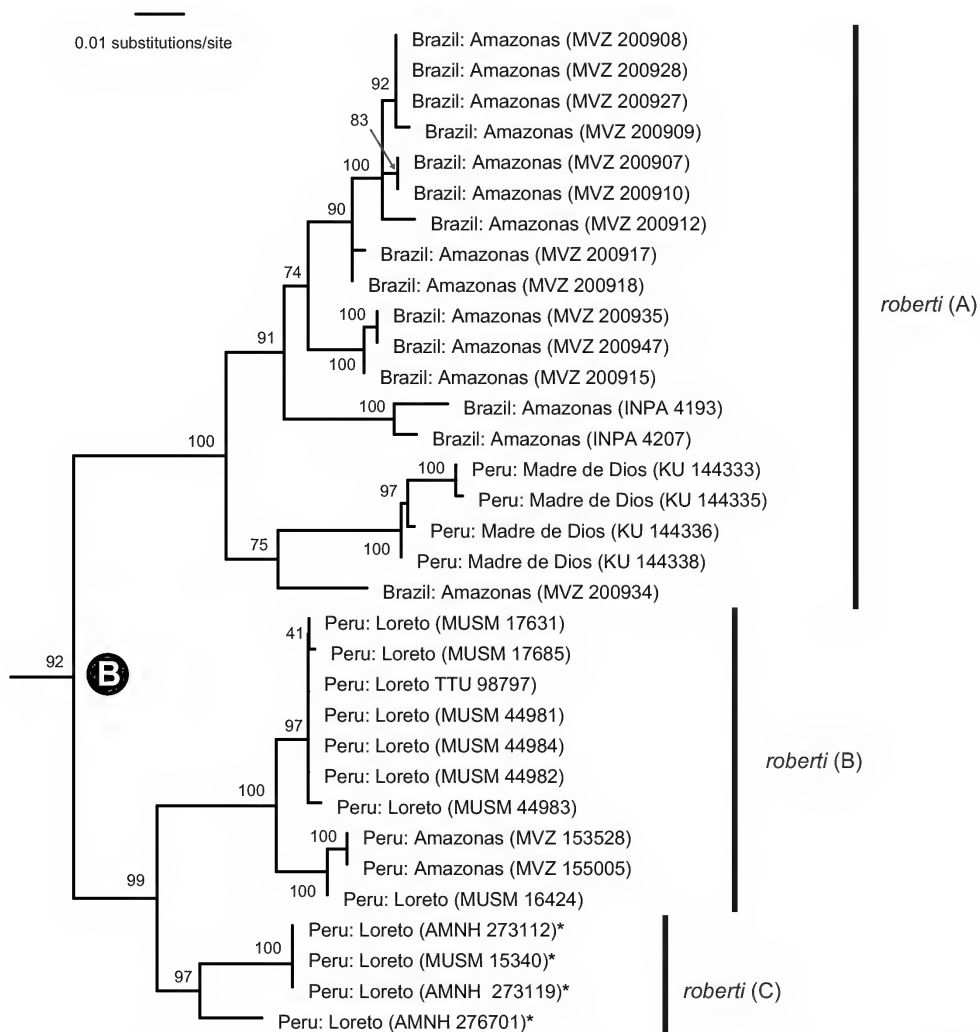 0.01 substitutions/site
Brazil: Amazonas (MVZ 200908)
Brazil: Amazonas (MVZ 200928)
92
Brazil: Amazonas (MVZ 200927)
83
Brazil: Amazonas (MVZ 200909)
Brazil: Amazonas (MVZ 200907)
100
Brazil: Amazonas (MVZ 200910)
90
Brazil: Amazonas (MVZ 200912)
Brazil: Amazonas (MVZ 200917)
74
Brazil: Amazonas (MVZ 200918)
roberti (A)
100
Brazil: Amazonas (MVZ 200935)
91
Brazil: Amazonas (MVZ 200947)
100
Brazil: Amazonas (MVZ 200915)
100
Brazil: Amazonas (INPA 4193)
Brazil: Amazonas (INPA 4207)
100
100
Peru: Madre de Dios (KU 144333)
97
Peru: Madre de Dios (KU 144335)
Peru: Madre de Dios (KU 144336)
75
100
Peru: Madre de Dios (KU 144338)
Brazil: Amazonas (MVZ 200934)
Peru: Loreto (MUSM 17631)
41
Peru: Loreto (MUSM 17685)
92
B
Peru: Loreto TTU 98797)
Peru: Loreto (MUSM 44981)
97
Peru: Loreto (MUSM 44984)
roberti (B)
Peru: Loreto (MUSM 44982)
100
Peru: Loreto (MUSM 44983)
100
Peru: Amazonas (MVZ 153528)
Peru: Amazonas (MVZ 155005)
99
100
Peru: Loreto (MUSM 16424)
Peru: Loreto (AMNH 273112)*
100
Peru: Loreto (MUSM 15340)*
97
Peru: Loreto (AMNH 273119)*
roberti (C)
Peru: Loreto (AMNH 276701)*